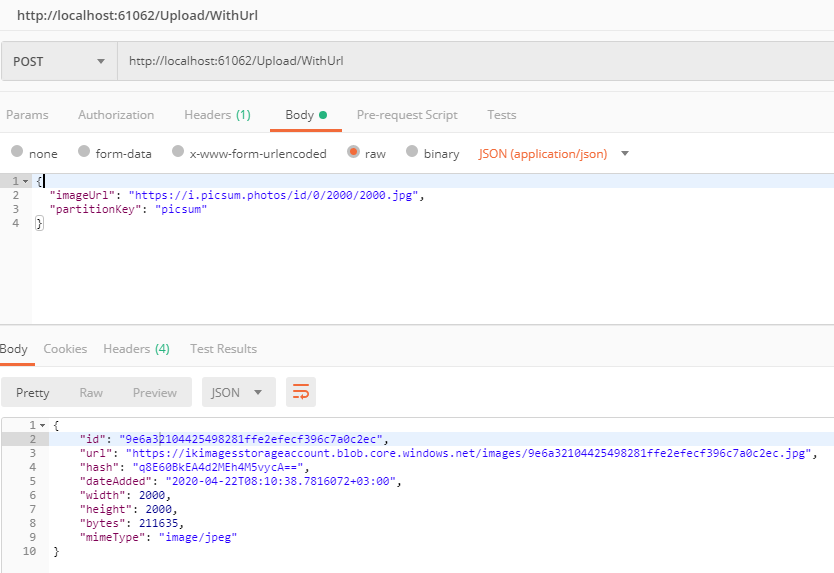 http://localhost:61062/Upload/WithUrl
POST http://localhost:61062/Upload/WithUrl
Params Authorization Headers (1) Body Pre-request Script Tests
none form-data x-www-form-urlencoded raw binary JSON (application/json)
1 {
2 "imageUrl": "https://i.picsum.photos/id/0/2000/2000.jpg",
3 "partitionKey": "picsum"
4 }
Body Cookies Headers (4) Test Results
Pretty Raw Preview JSON
1 {
2 "id": "9e6a32104425498281ffe2efecf396c7a0c2ec",
3 "url": "https://ikimagesstorageaccount.blob.core.windows.net/images/9e6a32104425498281ffe2efecf396c7a0c2ec.jpg",
4 "hash": "q8E60BkEA4d2MEh4M5vycA==",
5 "dateAdded": "2020-04-22T08:10:38.7816072+03:00",
6 "width": 2000,
7 "height": 2000,
8 "bytes": 211635,
9 "mimeType": "image/jpeg"
10 }